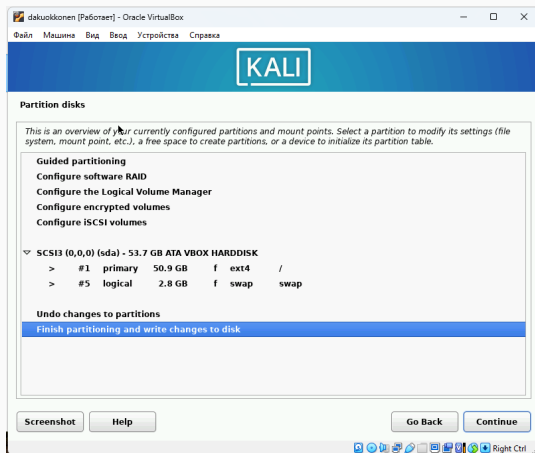 dakuokkonen [Работает] - Oracle VirtualBox
Файл Машина Вид Ввод Устройства Справка
KALI
Partition disks
This is an overview of your currently configured partitions and mount points. Select a partition to modify its settings (file
system, mount point, etc.), a free space to create partitions, or a device to initialize its partition table.
Guided partitioning
Configure software RAID
Configure the Logical Volume Manager
Configure encrypted volumes
Configure iSCSI volumes
SCSI3 (0,0,0) (sda) - 53.7 GB ATA VBOX HARDDISK
> #1 primary 50.9 GB f ext4 /
> #5 logical 2.8 GB f swap swap
Undo changes to partitions
Finish partitioning and write changes to disk
Screenshot Help Go Back Continue
Right Ctrl